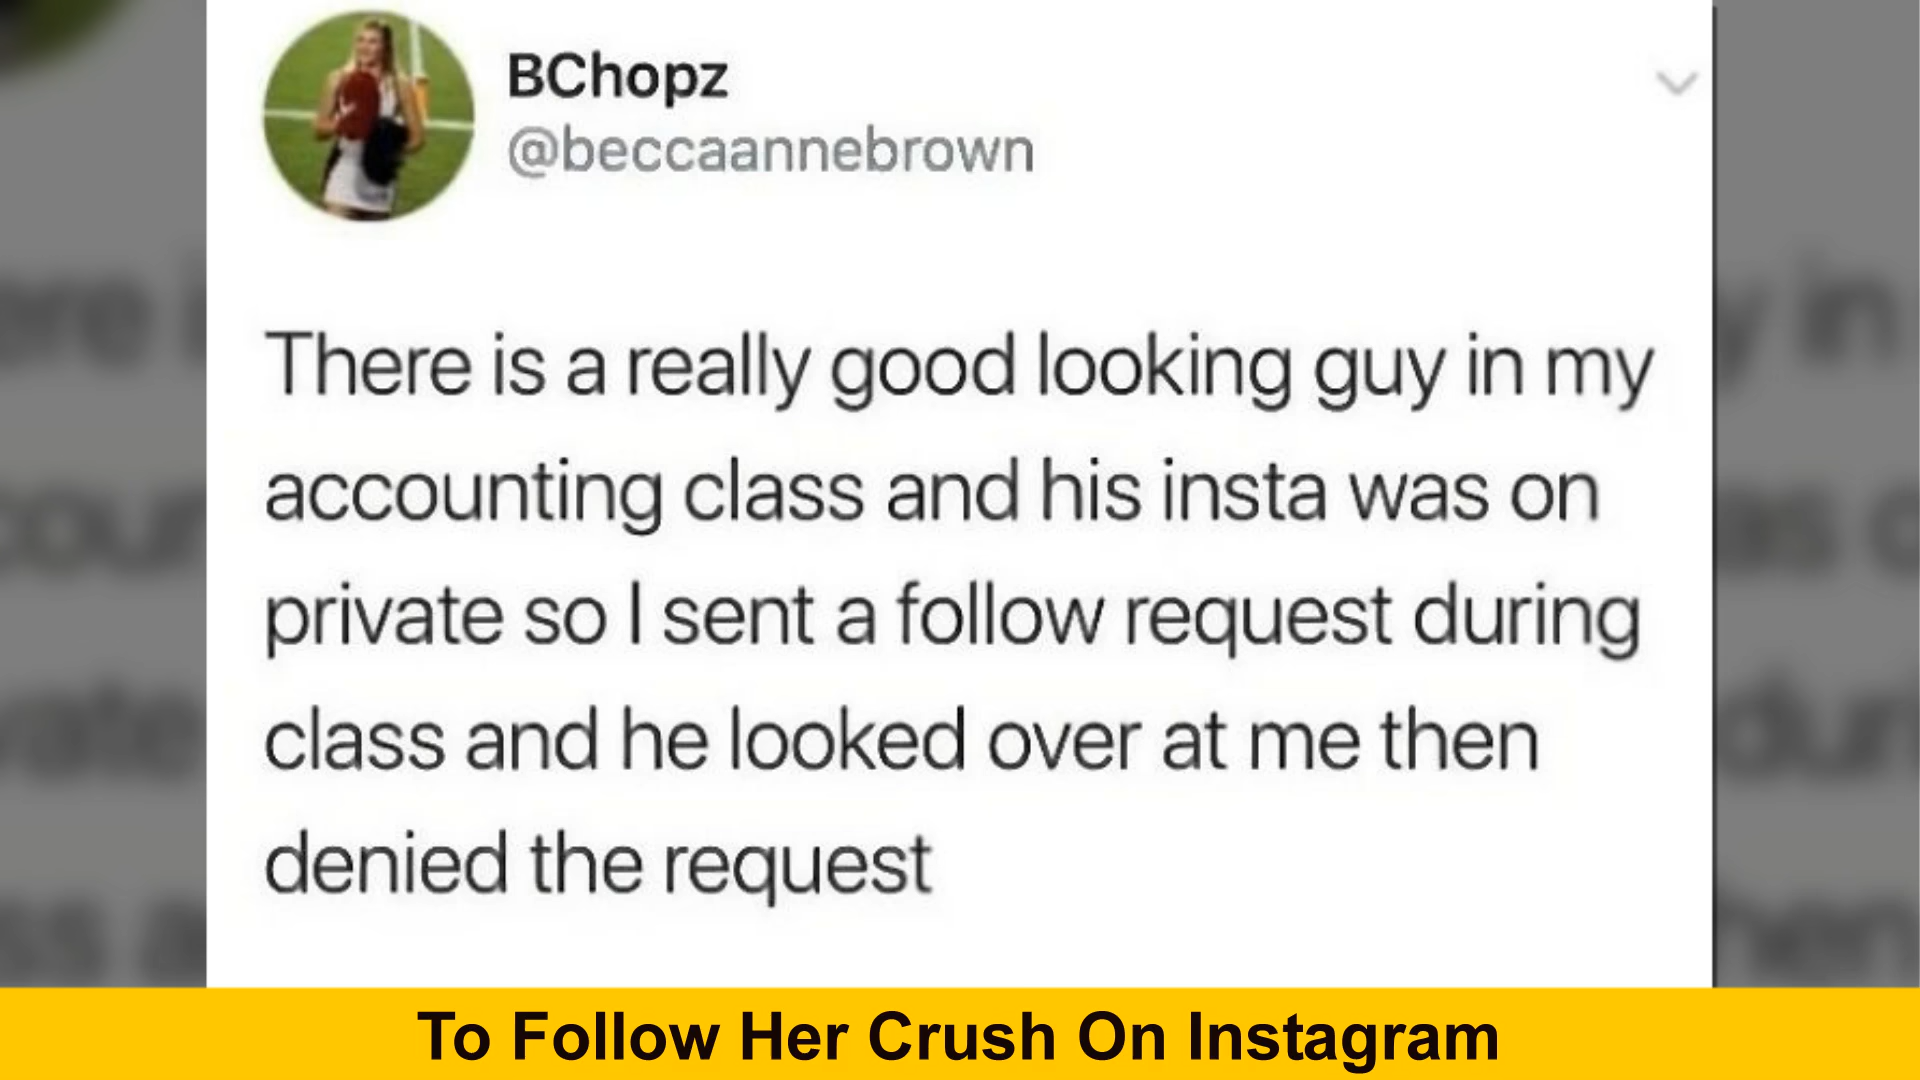 BChopz
@beccaannebrown
There is a really good looking guy in my
accounting class and his insta was on
private so I sent a follow request during
class and he looked over at me then
denied the request
To Follow Her Crush On Instagram